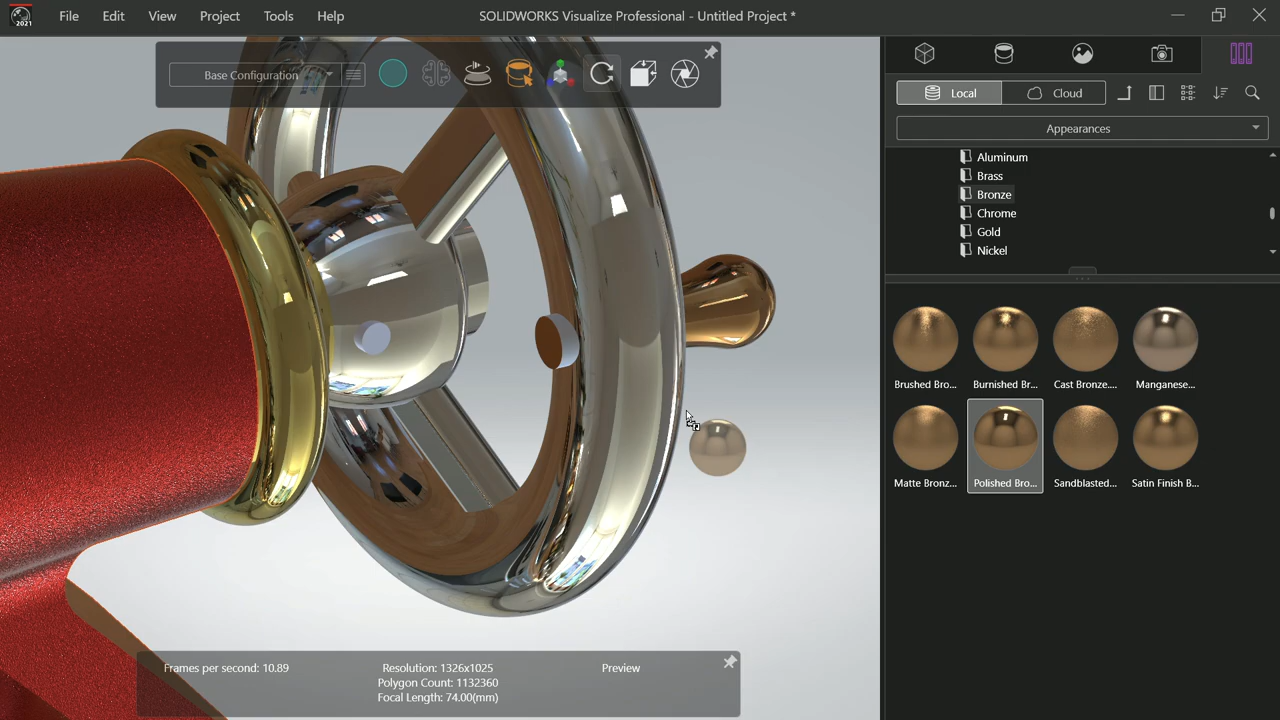 2021
File Edit View Project Tools Help
SOLIDWORKS Visualize Professional - Untitled Project *
Base Configuration
Local
Cloud
Appearances
Aluminum
Brass
Bronze
Chrome
Gold
Nickel
Brushed Bro... Burnished Br... Cast Bronze.... Manganese...
Matte Bronz... Polished Bro... Sandblasted... Satin Finish B...
Frames per second: 10.89
Resolution: 1326x1025
Polygon Count: 1132360
Focal Length: 74.00(mm)
Preview